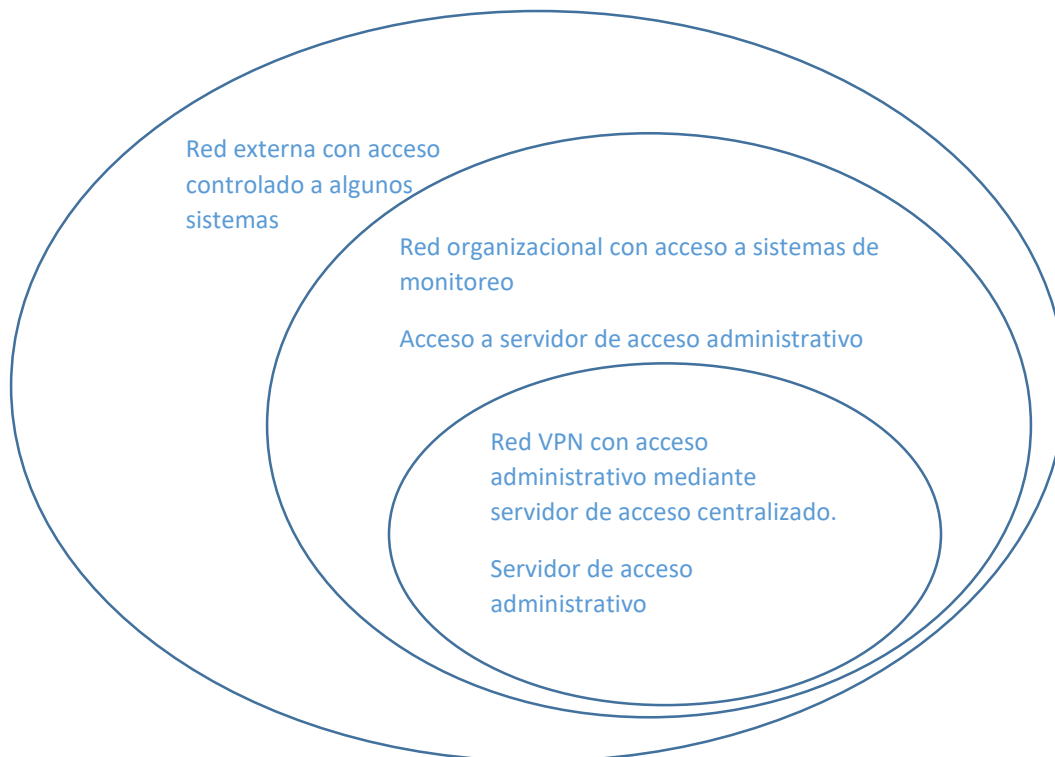 Red externa con acceso
controlado a algunos
sistemas
Red organizacional con acceso a sistemas de
monitoreo
Acceso a servidor de acceso administrativo
Red VPN con acceso
administrativo mediante
servidor de acceso centralizado.
Servidor de acceso
administrativo